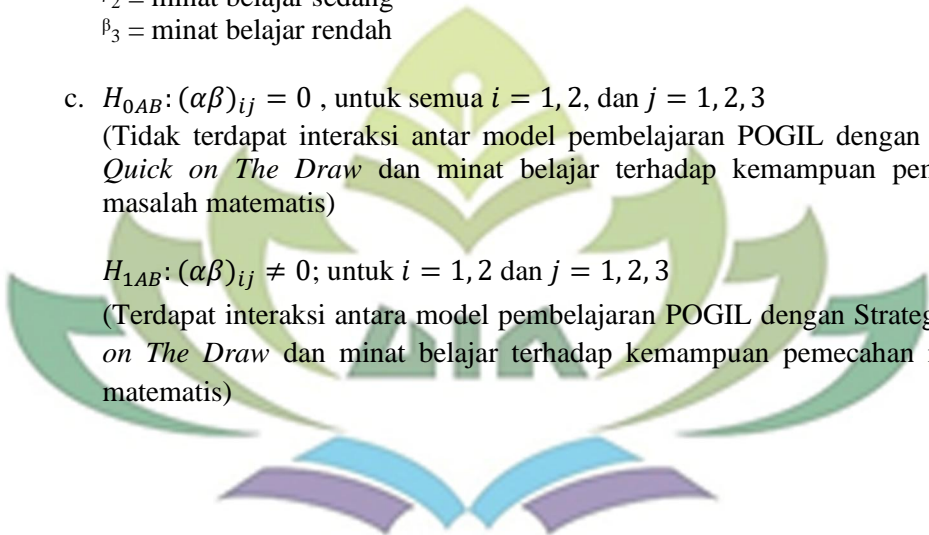 = minat belajar sedang
β₃ = minat belajar rendah
c. H₀AB: (αβ)ᵢⱼ = 0 , untuk semua i = 1, 2, dan j = 1, 2, 3
(Tidak terdapat interaksi antar model pembelajaran POGIL dengan
Quick on The Draw dan minat belajar terhadap kemampuan
masalah matematis)
H₁AB: (αβ)ᵢⱼ ≠ 0; untuk i = 1, 2 dan j = 1, 2, 3
(Terdapat interaksi antara model pembelajaran POGIL dengan
on The Draw dan minat belajar terhadap kemampuan pemecahan
matematis)